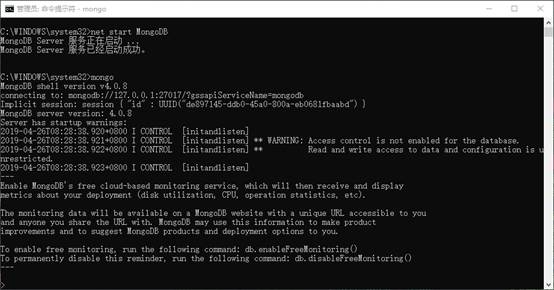 管理员: 命令提示符 - mongo
C:\WINDOWS\system32>net start MongoDB
MongoDB Server 服务正在启动 ...
MongoDB Server 服务已经启动成功。
C:\WINDOWS\system32>mongo
MongoDB shell version v4.0.8
connecting to: mongodb://127.0.0.1:27017/?gssapiServiceName=mongodb
Implicit session: session { "id" : UUID("de897145-ddb0-45a0-800a-eb0681fbaabd") }
MongoDB server version: 4.0.8
Server has startup warnings:
2019-04-26T08:28:38.920+0800 I CONTROL  [initandlisten]
2019-04-26T08:28:38.921+0800 I CONTROL  [initandlisten] ** WARNING: Access control is not enabled for the database.
2019-04-26T08:28:38.922+0800 I CONTROL  [initandlisten] **          Read and write access to data and configuration is u
nrestricted.
2019-04-26T08:28:38.923+0800 I CONTROL  [initandlisten]
---
Enable MongoDB's free cloud-based monitoring service, which will then receive and display
metrics about your deployment (disk utilization, CPU, operation statistics, etc).
The monitoring data will be available on a MongoDB website with a unique URL accessible to you
and anyone you share the URL with. MongoDB may use this information to make product
improvements and to suggest MongoDB products and deployment options to you.
To enable free monitoring, run the following command: db.enableFreeMonitoring()
To permanently disable this reminder, run the following command: db.disableFreeMonitoring()
---
>